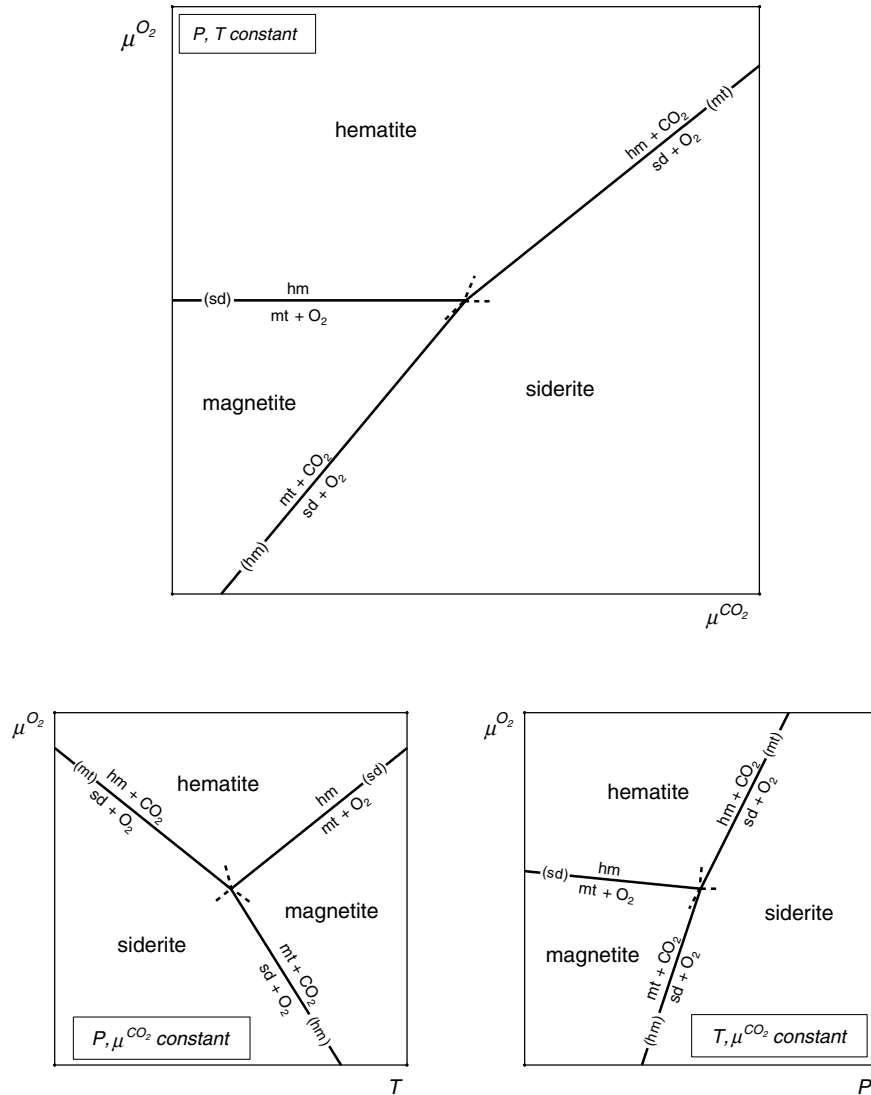 μ^O₂
P, T constant
(mt)
hm + CO₂
sd + O₂
hematite
(sd)
hm
mt + O₂
magnetite
siderite
mt + CO₂
sd + O₂
(hm)
μ^CO₂
μ^O₂
(mt)
hm + CO₂
sd + O₂
hematite
(sd)
hm
mt + O₂
magnetite
siderite
mt + CO₂
sd + O₂
(hm)
P, μ^CO₂ constant
T
μ^O₂
(mt)
hm + CO₂
sd + O₂
hematite
(sd)
hm
mt + O₂
magnetite
siderite
mt + CO₂
sd + O₂
(hm)
T, μ^CO₂ constant
P